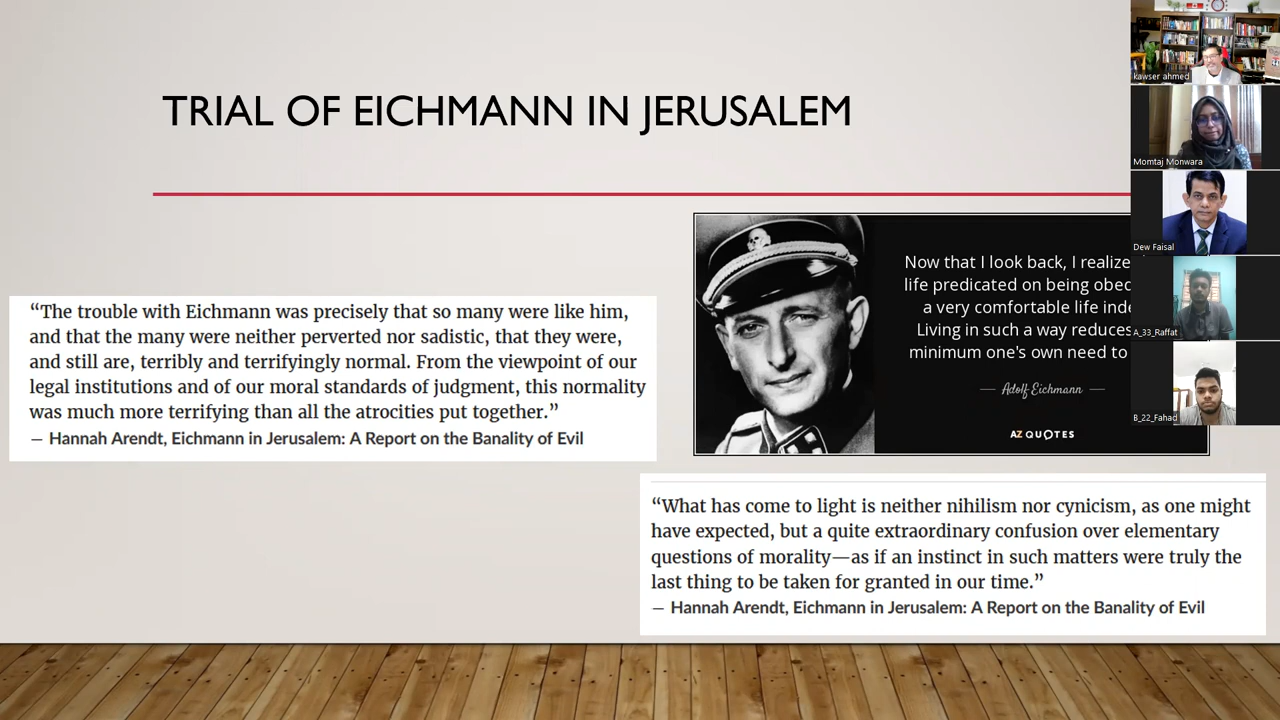 TRIAL OF EICHMANN IN JERUSALEM
“The trouble with Eichmann was precisely that so many were like him,
and that the many were neither perverted nor sadistic, that they were,
and still are, terribly and terrifyingly normal. From the viewpoint of our
legal institutions and of our moral standards of judgment, this normality
was much more terrifying than all the atrocities put together.”
― Hannah Arendt, Eichmann in Jerusalem: A Report on the Banality of Evil
Now that I look back, I realize
life predicated on being obed
a very comfortable life inde
Living in such a way reduces
minimum one's own need to
— Adolf Eichmann —
AZ QUOTES
“What has come to light is neither nihilism nor cynicism, as one might
have expected, but a quite extraordinary confusion over elementary
questions of morality—as if an instinct in such matters were truly the
last thing to be taken for granted in our time.”
― Hannah Arendt, Eichmann in Jerusalem: A Report on the Banality of Evil
kawser ahmed
Momtaj Monwara
Dew Faisal
A_33_Raffat
B_22_Fahad